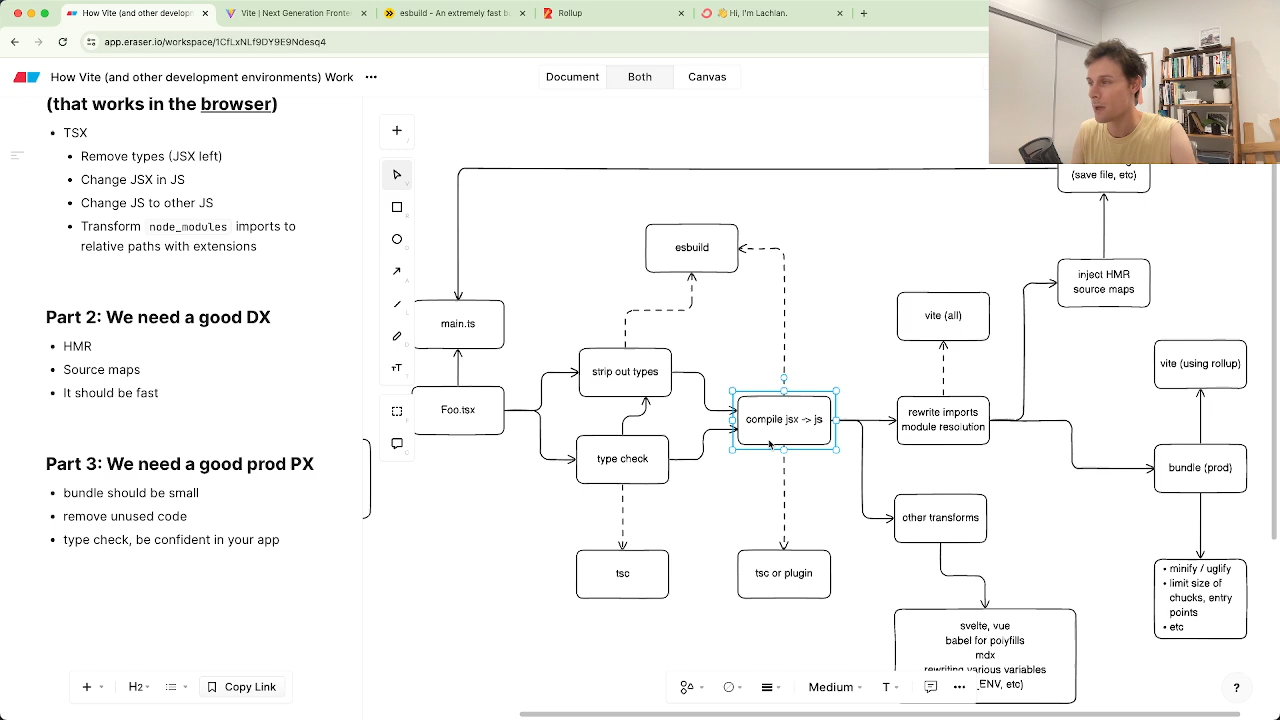 How Vite (and other developm
Vite | Next Generation Fronte
esbuild - An extremely fast b
Rollup
👋 Hi, I'm Lachlan.
app.eraser.io/workspace/1CfLxNLf9DY9E9Ndesq4
How Vite (and other development environments) Work
Document
Both
Canvas
(that works in the browser)
• TSX
• Remove types (JSX left)
• Change JSX in JS
• Change JS to other JS
• Transform node_modules imports to
relative paths with extensions
Part 2: We need a good DX
• HMR
• Source maps
• It should be fast
Part 3: We need a good prod PX
• bundle should be small
• remove unused code
• type check, be confident in your app
H2
Copy Link
(save file, etc)
esbuild
inject HMR
source maps
main.ts
vite (all)
strip out types
vite (using rollup)
Foo.tsx
compile jsx -> js
rewrite imports
module resolution
type check
bundle (prod)
other transforms
tsc
tsc or plugin
• minify / uglify
• limit size of
chucks, entry
points
• etc
svelte, vue
babel for polyfills
mdx
rewriting various variables
_ENV, etc)
Medium
T
?